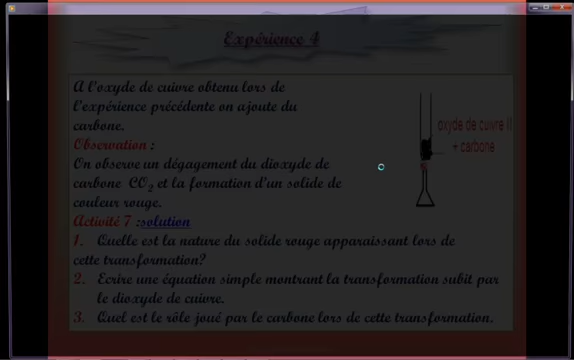 Expérience 4
A l'oxyde de cuivre obtenu lors de
l'expérience précédente on ajoute du
carbone.
Observation :
On observe un dégagement du dioxyde de
carbone CO₂ et la formation d'un solide de
couleur rouge.
oxyde de cuivre (I
+ carbone
Activité 7 :solution
1. Quelle est la nature du solide rouge apparaissant lors de
cette transformation?
2. Ecrire une équation simple montrant la transformation subit par
le dioxyde de cuivre.
3. Quel est le rôle joué par le carbone lors de cette transformation.